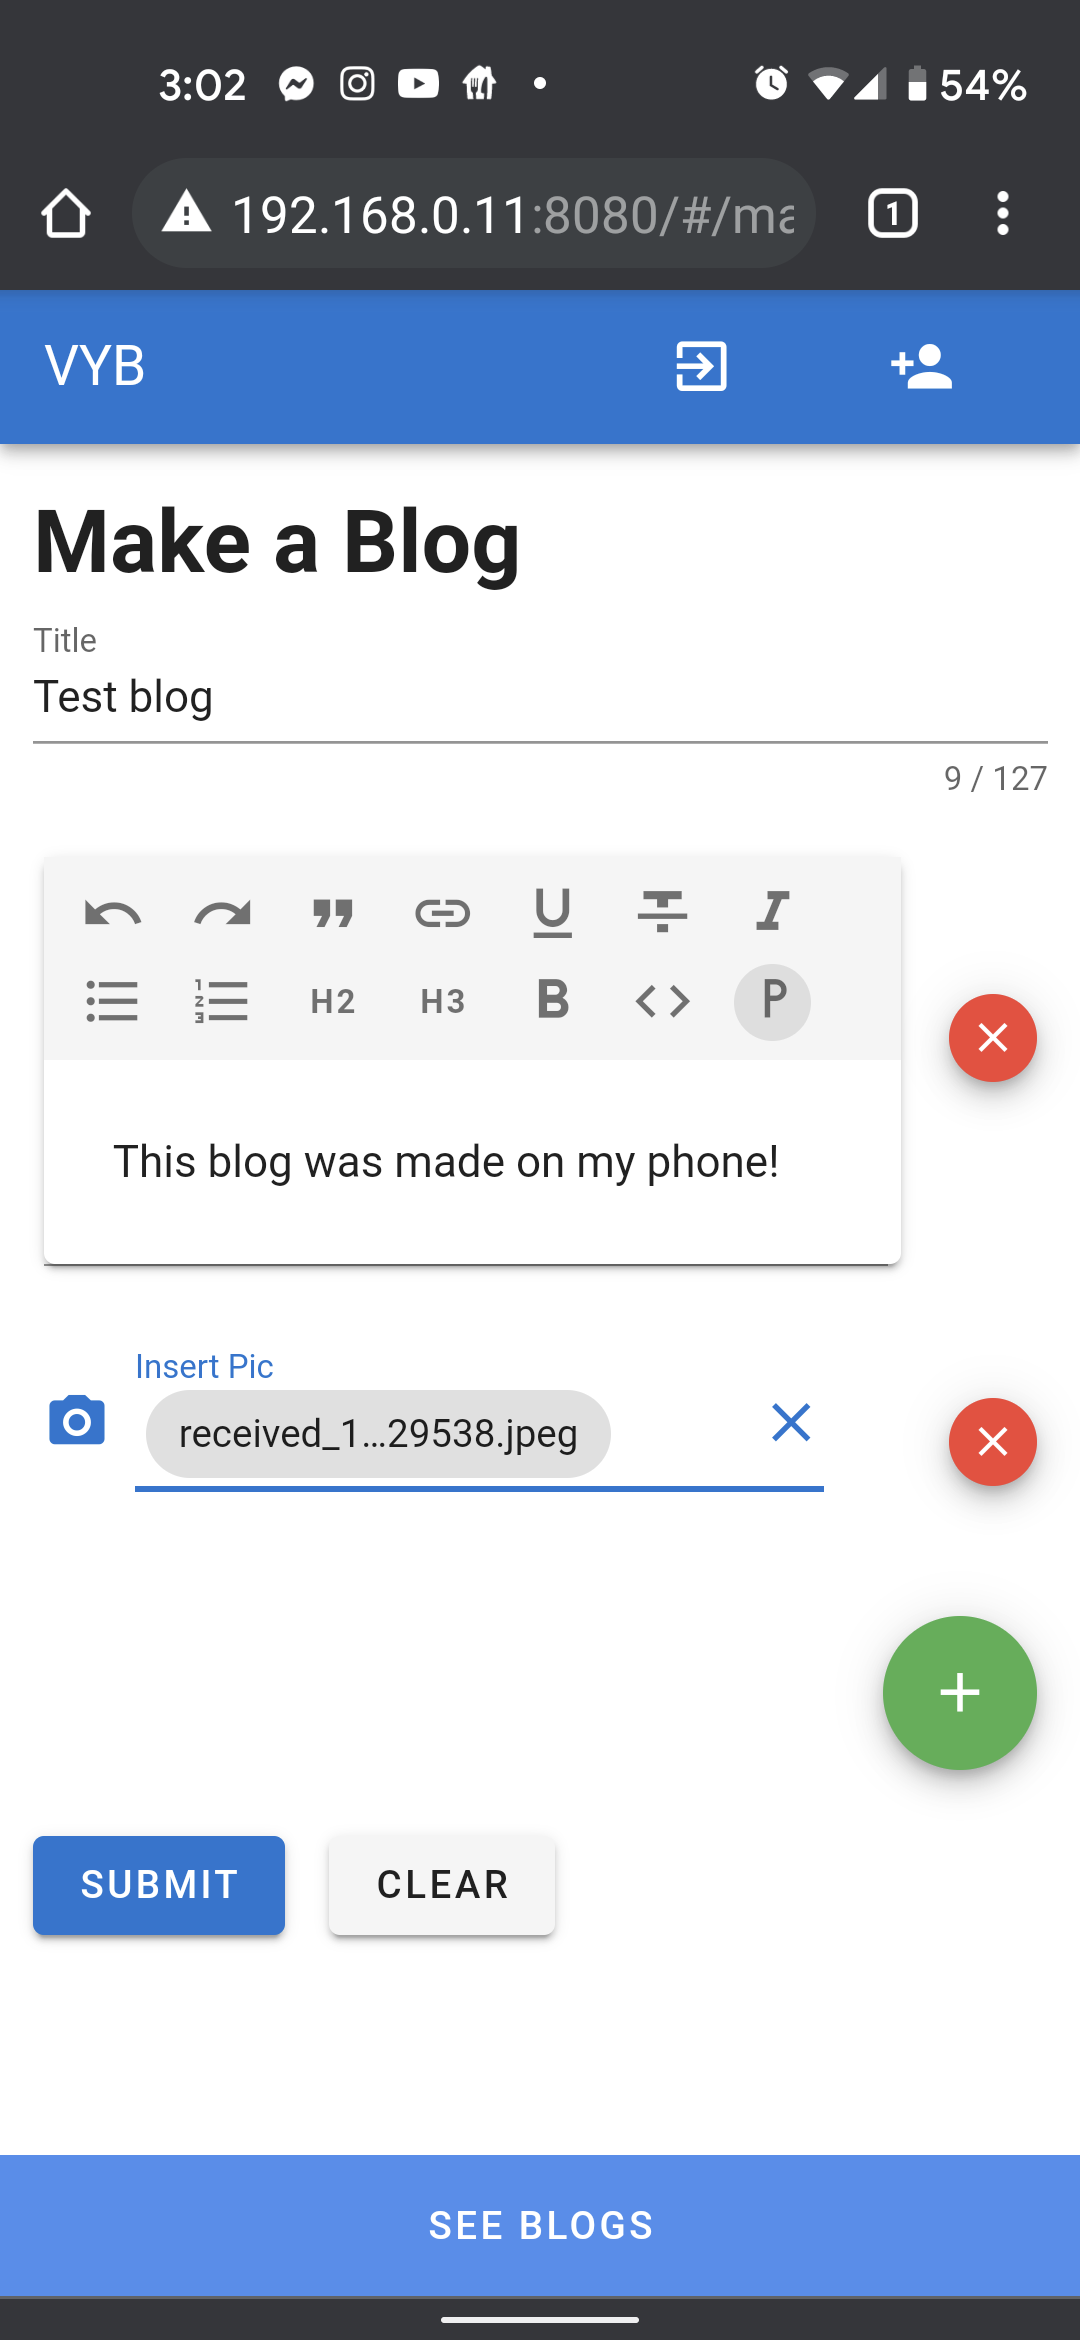 3:02 54%
192.168.0.11:8080/#/ma
1
VYB
Make a Blog
Title
Test blog
9 / 127
H2 H3 B <> P
This blog was made on my phone!
Insert Pic
received_1...29538.jpeg
SUBMIT CLEAR
SEE BLOGS